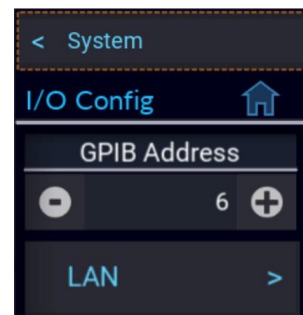 < System
I/O Config
GPIB Address
- 6 +
LAN >